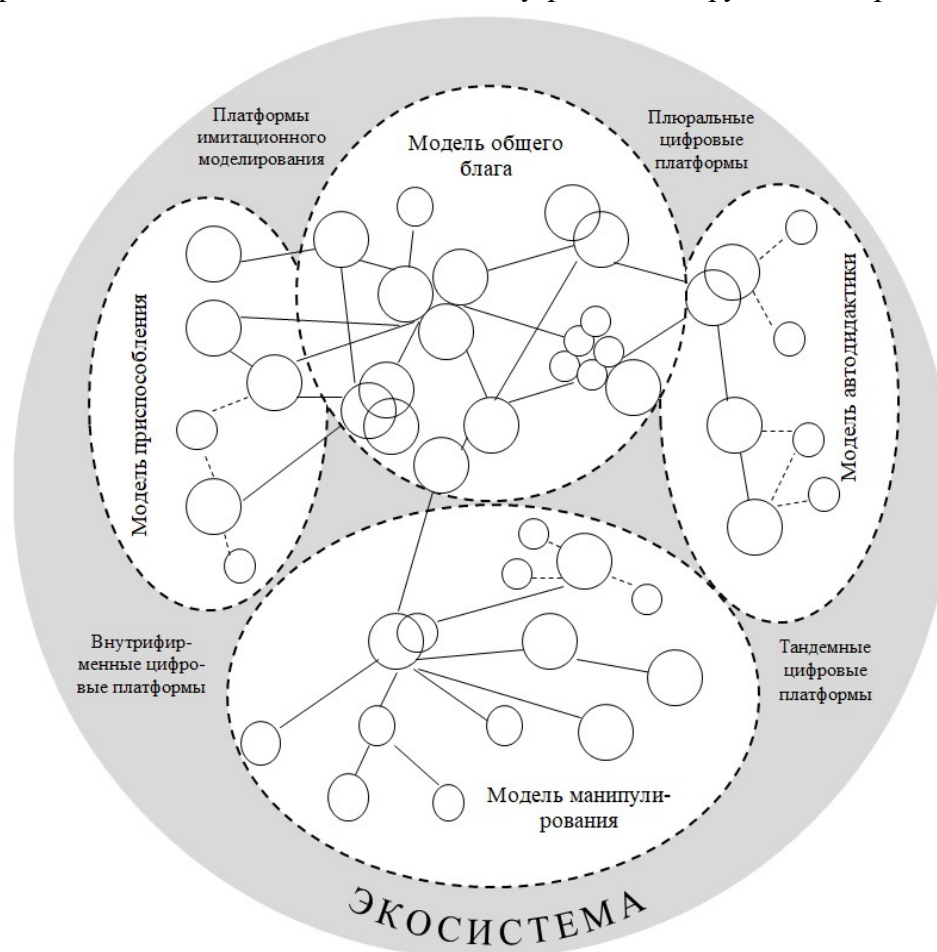 Платформы
имитационного
моделирования
Модель общего
блага
Плюральные
цифровые
платформы
Модель приспособления
Модель автодидактики
Внутрифир-
менные цифро-
вые платформы
Тандемные
цифровые
платформы
Модель манипули-
рования
ЭКОСИСТЕМА